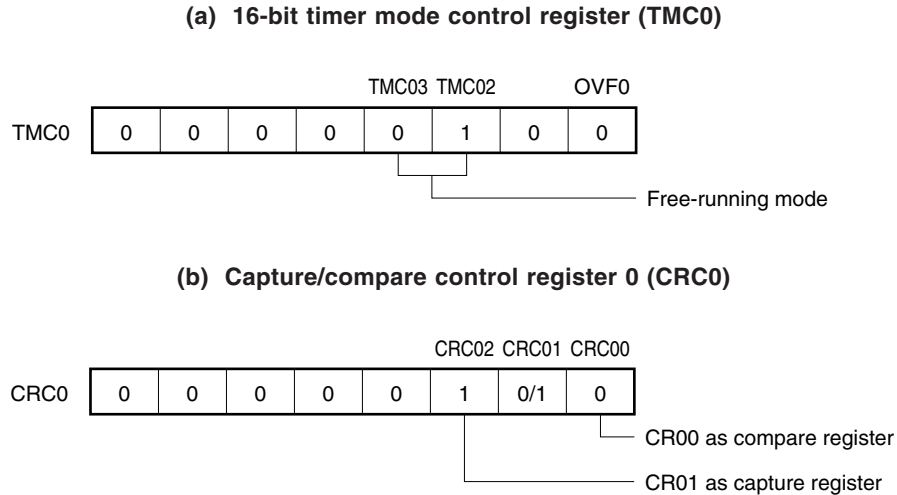 (a) 16-bit timer mode control register (TMC0)
TMC03 TMC02 OVF0
TMC0 0 0 0 0 0 1 0 0
Free-running mode
(b) Capture/compare control register 0 (CRC0)
CRC02 CRC01 CRC00
CRC0 0 0 0 0 0 1 0/1 0
CR00 as compare register
CR01 as capture register